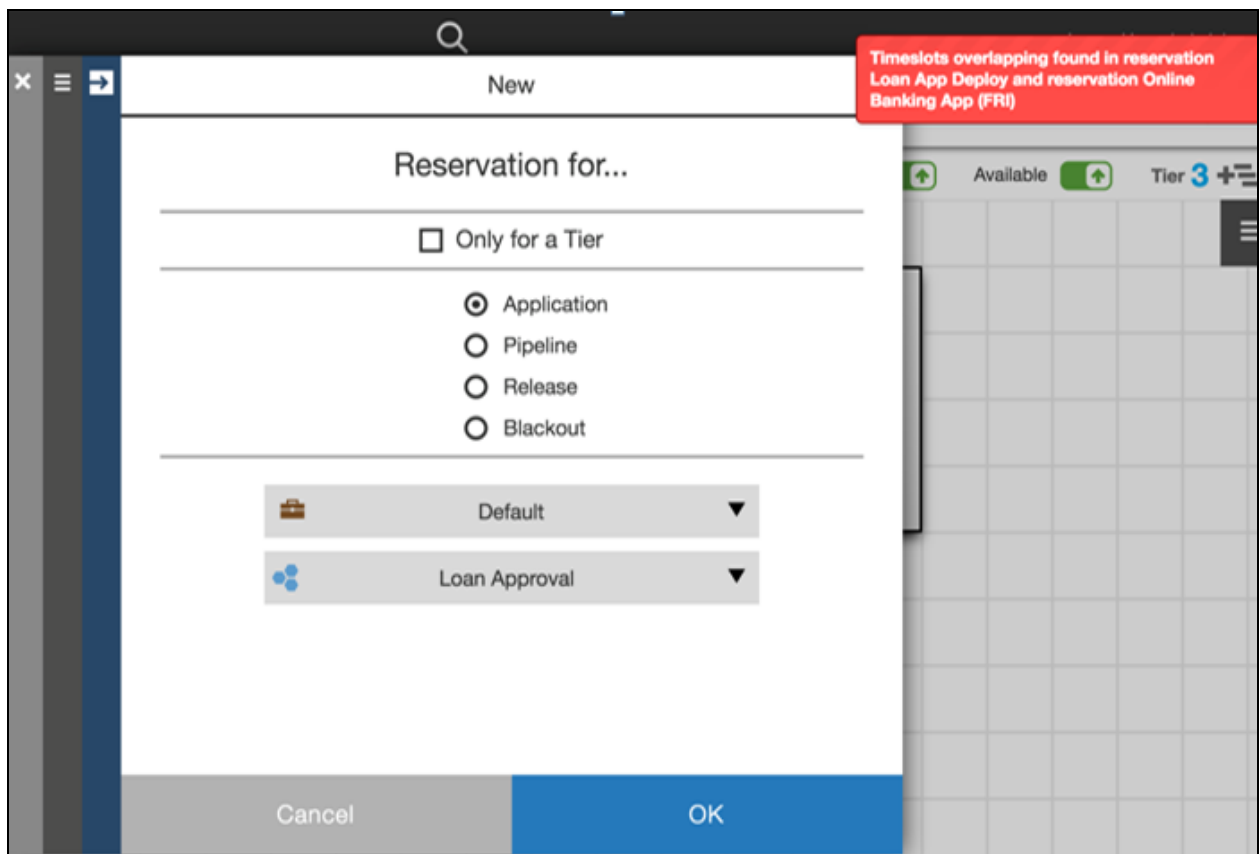 Timeslots overlapping found in reservation
Loan App Deploy and reservation Online
Banking App (FRI)
New
Reservation for...
Available
Tier 3
Only for a Tier
Application
Pipeline
Release
Blackout
Default
Loan Approval
Cancel
OK